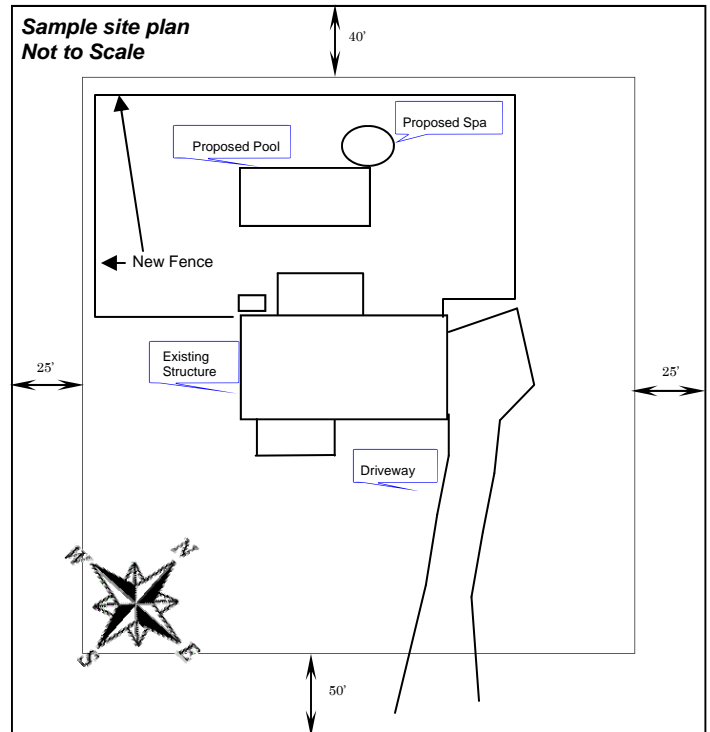 Sample site plan
Not to Scale
40'
Proposed Spa
Proposed Pool
New Fence
Existing
Structure
25'
25'
Driveway
W
N
S
E
50'